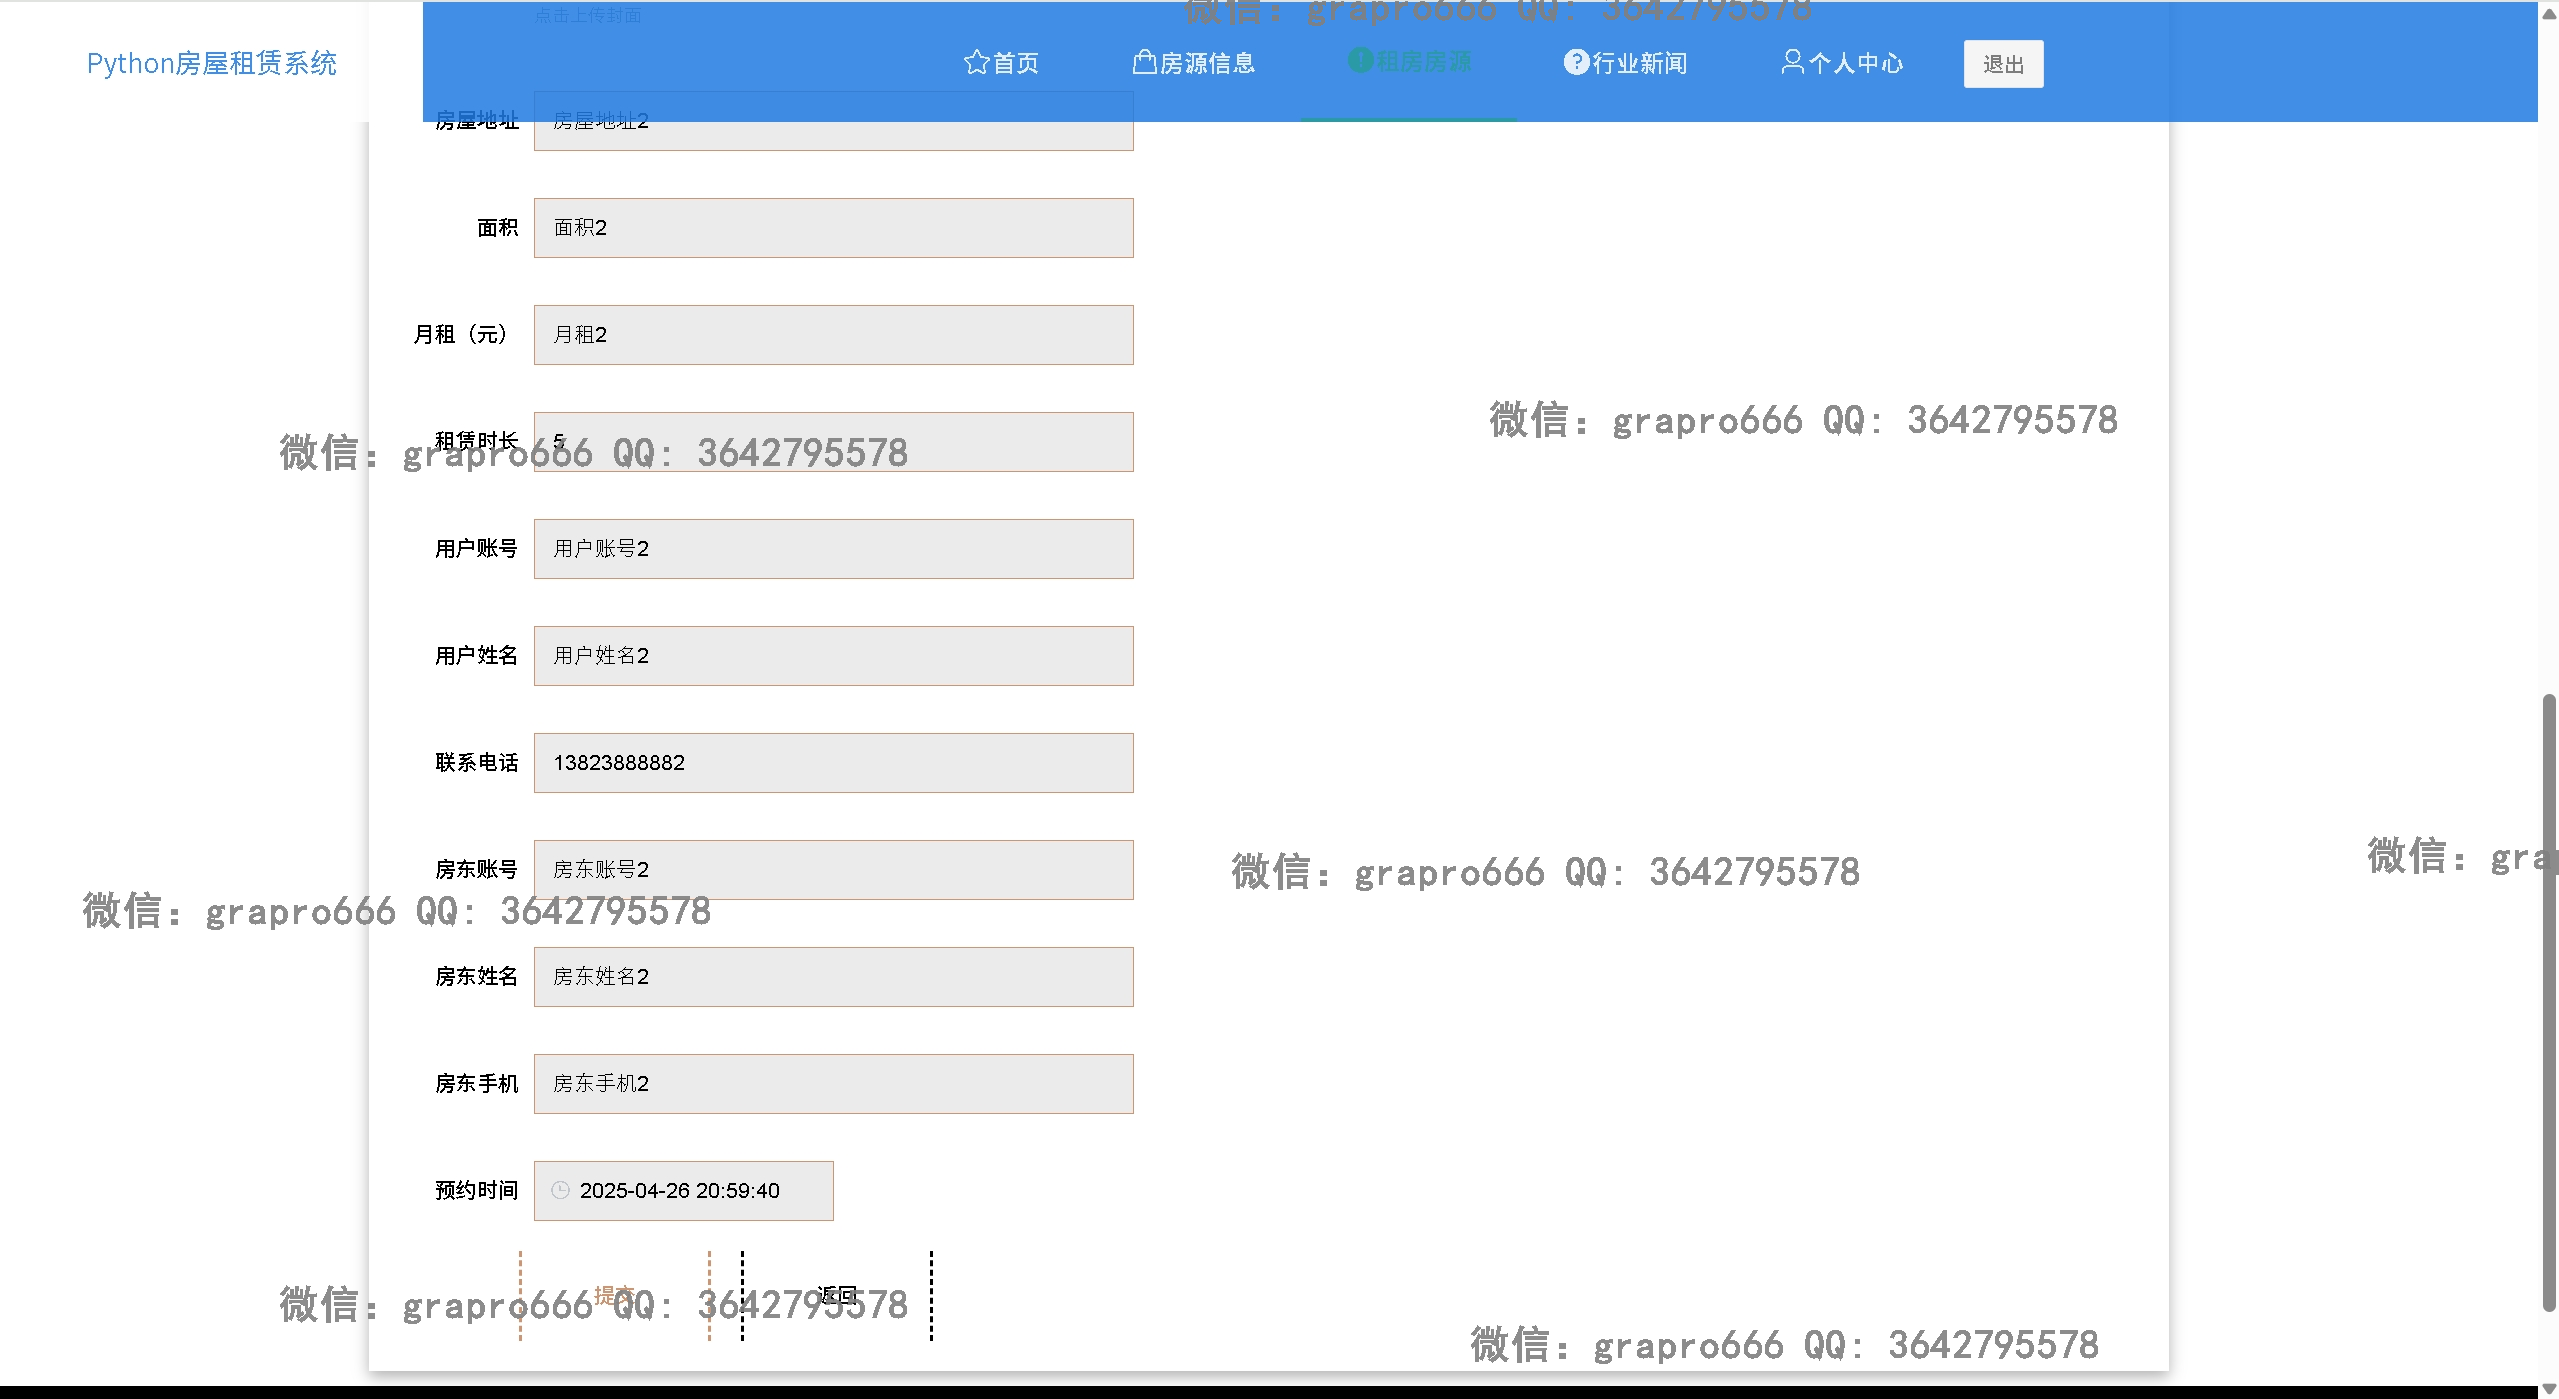 点击上传封面
微信: grapro666 QQ: 3642795578
Python房屋租赁系统
首页
房源信息
租房房源
行业新闻
个人中心
退出
房屋地址 房屋地址2
面积 面积2
月租（元） 月租2
微信: grapro666 QQ: 3642795578
租赁时长 5
微信: grapro666 QQ: 3642795578
用户账号 用户账号2
用户姓名 用户姓名2
联系电话 13823888882
房东账号 房东账号2
微信: grapro666 QQ: 3642795578
微信: grap
微信: grapro666 QQ: 3642795578
房东姓名 房东姓名2
房东手机 房东手机2
预约时间 2025-04-26 20:59:40
提交
返回
微信: grapro666 QQ: 3642795578
微信: grapro666 QQ: 3642795578